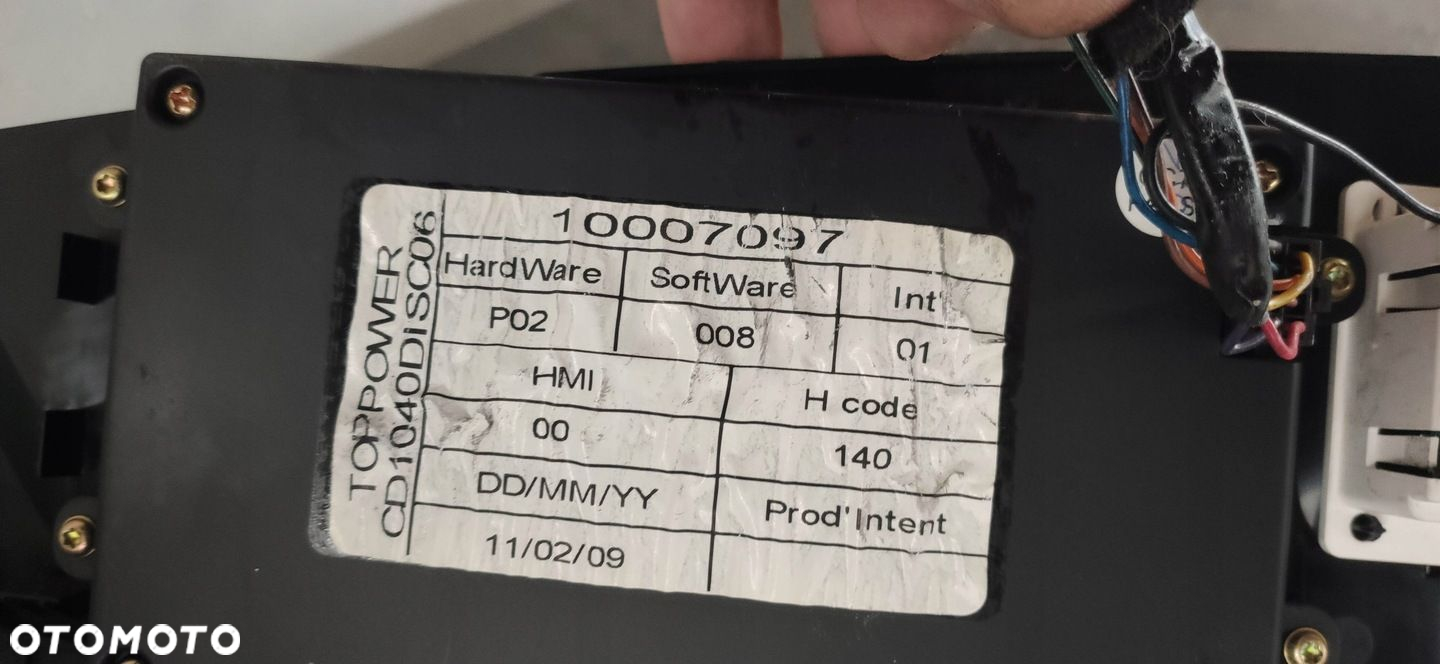 10007097
TOPPOWER
CD1040DiSC06
HardWare SoftWare Int'
P02 008 01
HMI H code
00 140
DD/MM/YY Prod'Intent
11/02/09
OTOMOTO